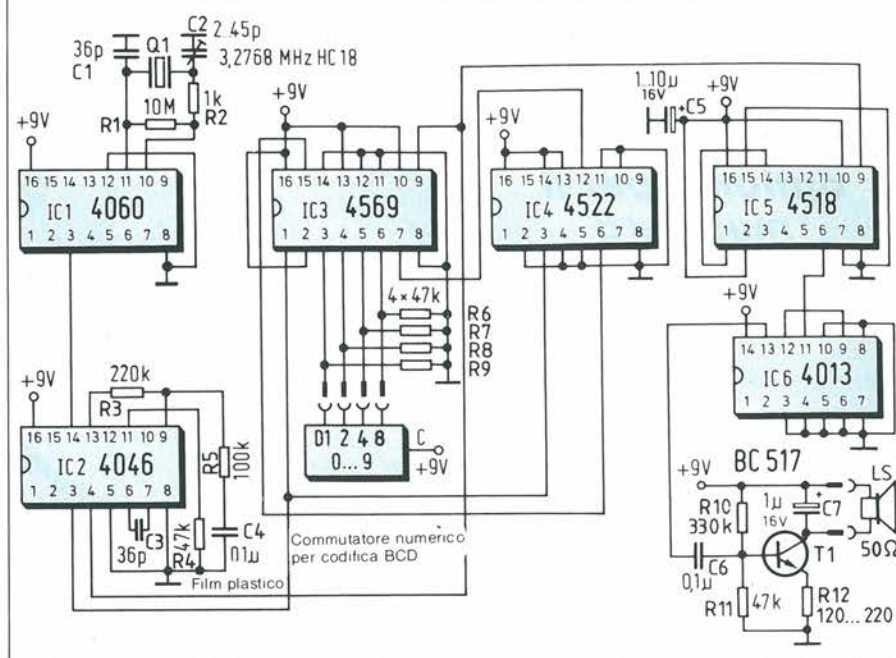 36p
C1
Q1
C2
2...45p
3,2768 MHz HC18
10M
R1
1k
R2
+9V
16 15 14 13 12 11 10 9
IC1 4060
1 2 3 4 5 6 7 8
+9V
16 15 14 13 12 11 10 9
IC3 4569
1 2 3 4 5 6 7 8
+9V
16 15 14 13 12 11 10 9
IC4 4522
1 2 3 4 5 6 7 8
1...10µ
16V
+
C5
+9V
16 15 14 13 12 11 10 9
IC5 4518
1 2 3 4 5 6 7 8
4×47k
R6
R7
R8
R9
+9V
14 13 12 11 10 9 8
IC6 4013
1 2 3 4 5 6 7
220k
R3
+9V
16 15 14 13 12 11 10 9
IC2 4046
1 2 3 4 5 6 7 8
R5
100k
36p
C3
47k
R4
C4
0,1µ
Film plastico
D1 2 4 8
0...9
C
+9V
Commutatore numerico
per codifica BCD
+9V
BC 517
LS
R10
330k
1µ
16V
+
C7
50Ω
T1
C6
0,1µ
R11
47k
R12
120...220